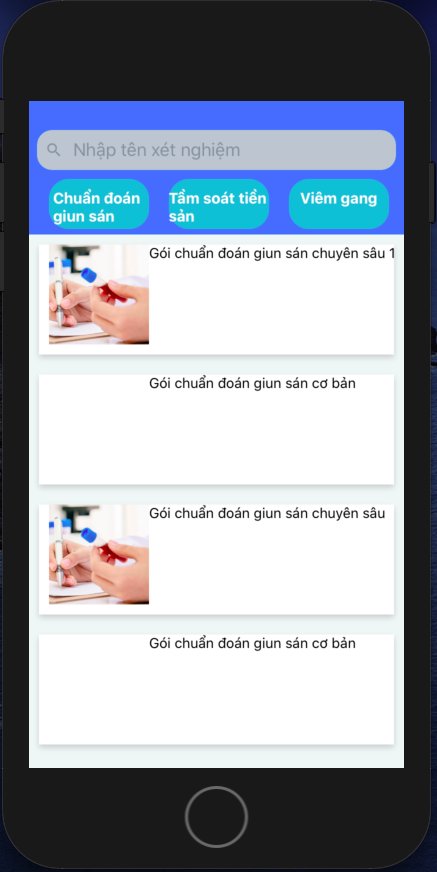 Nhập tên xét nghiệm
Chuẩn đoán
giun sán
Tầm soát tiền
sản
Viêm gang
Gói chuẩn đoán giun sán chuyên sâu 1
Gói chuẩn đoán giun sán cơ bản
Gói chuẩn đoán giun sán chuyên sâu
Gói chuẩn đoán giun sán cơ bản